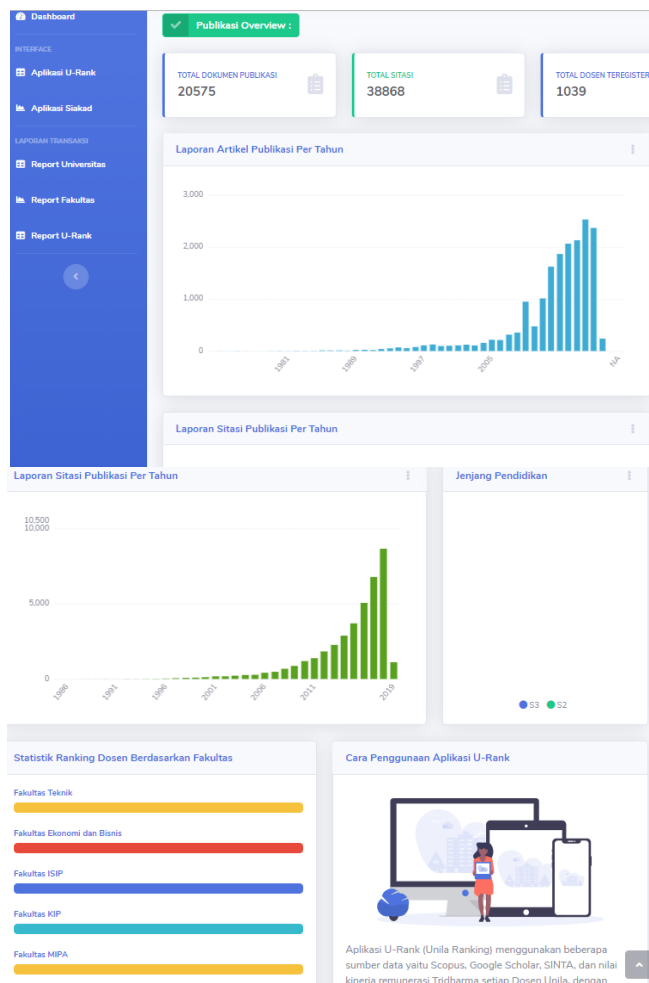 Dashboard
INTERFACE
Aplikasi U-Rank
Aplikasi Siakad
LAPORAN TRANSAKSI
Report Universitas
Report Fakultas
Report U-Rank
Publikasi Overview :
TOTAL DOKUMEN PUBLIKASI
20575
TOTAL SITASI
38868
TOTAL DOSEN TEREGISTER
1039
Laporan Artikel Publikasi Per Tahun
3,000
2,000
1,000
0
1981
1989
1997
2005
NA
Laporan Sitasi Publikasi Per Tahun
Laporan Sitasi Publikasi Per Tahun
10,500
10,000
5,000
0
1986
1991
1996
2001
2006
2011
2019
Jenjang Pendidikan
S3 S2
Statistik Ranking Dosen Berdasarkan Fakultas
Fakultas Teknik
Fakultas Ekonomi dan Bisnis
Fakultas ISIP
Fakultas KIP
Fakultas MIPA
Cara Penggunaan Aplikasi U-Rank
Aplikasi U-Rank (Unila Ranking) menggunakan beberapa
sumber data yaitu Scopus, Google Scholar, SINTA, dan nilai
kinerja remunerasi Tridharma setiap Dosen Unila, dengan